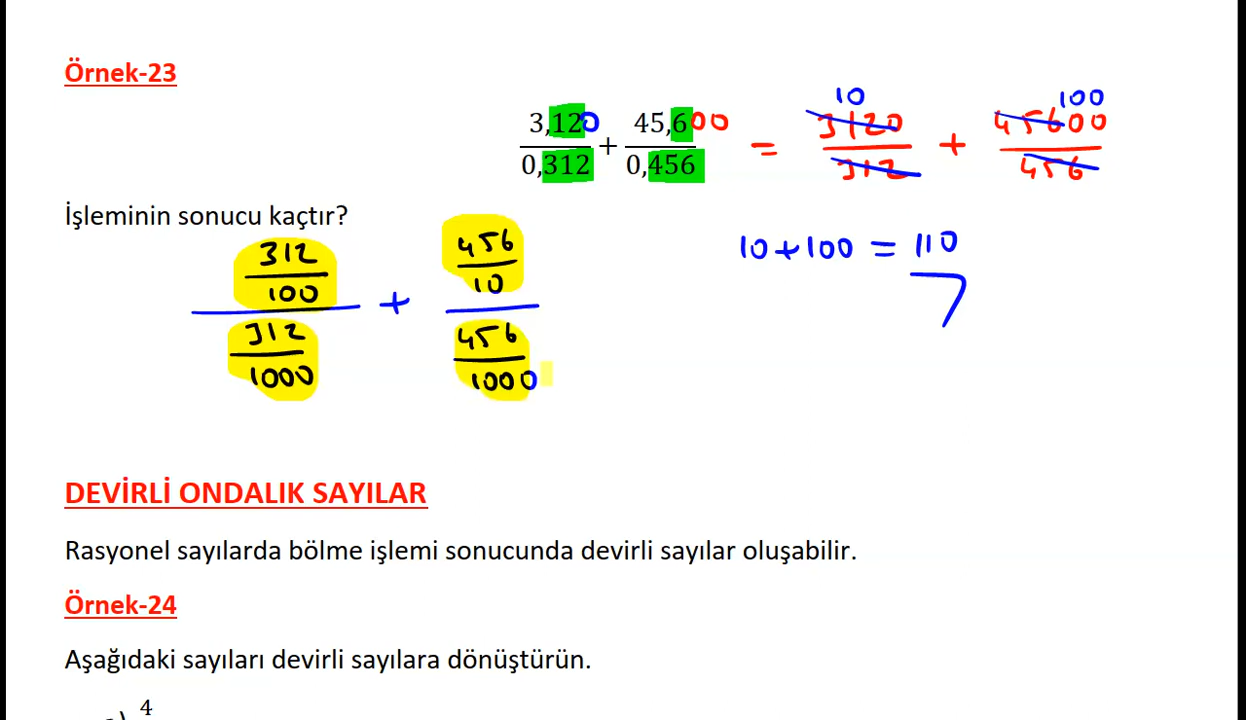 Örnek-23
3,120/0,312 + 45,600/0,456 = 3120/312 + 45600/456
10 100
İşleminin sonucu kaçtır?
312/100 / 312/1000 + 456/10 / 456/1000
10+100 = 110
DEVİRLİ ONDALIK SAYILAR
Rasyonel sayılarda bölme işlemi sonucunda devirli sayılar oluşabilir.
Örnek-24
Aşağıdaki sayıları devirli sayılara dönüştürün.
4